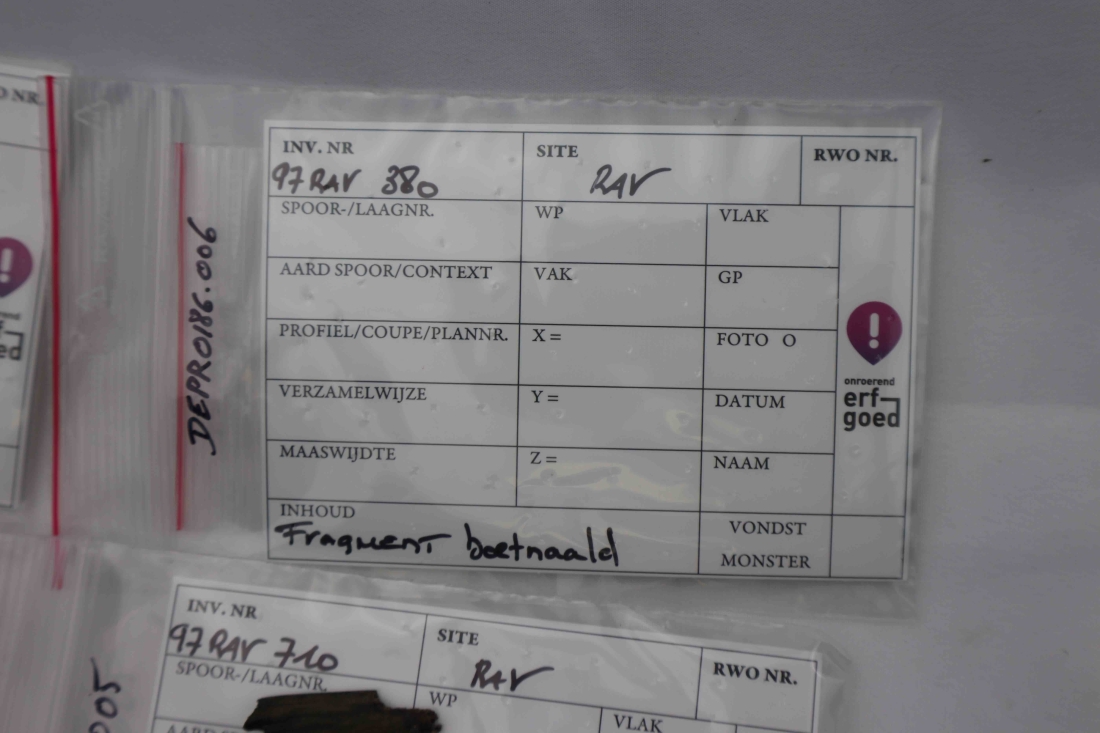 O NR.
ed
DEPRO186.006
INV. NR SITE RWO NR.
97 RAV 380 RAV
SPOOR-/LAAGNR. WP VLAK
AARD SPOOR/CONTEXT VAK GP
PROFIEL/COUPE/PLANNR. X = FOTO O
VERZAMELWIJZE Y = DATUM
MAASWIJDTE Z = NAAM
onroerend
erf
goed
INHOUD VONDST
Fragment boetnaald MONSTER
INV. NR SITE RWO NR.
97 RAV 710 RAV
SPOOR-/LAAGNR. WP VLAK
005